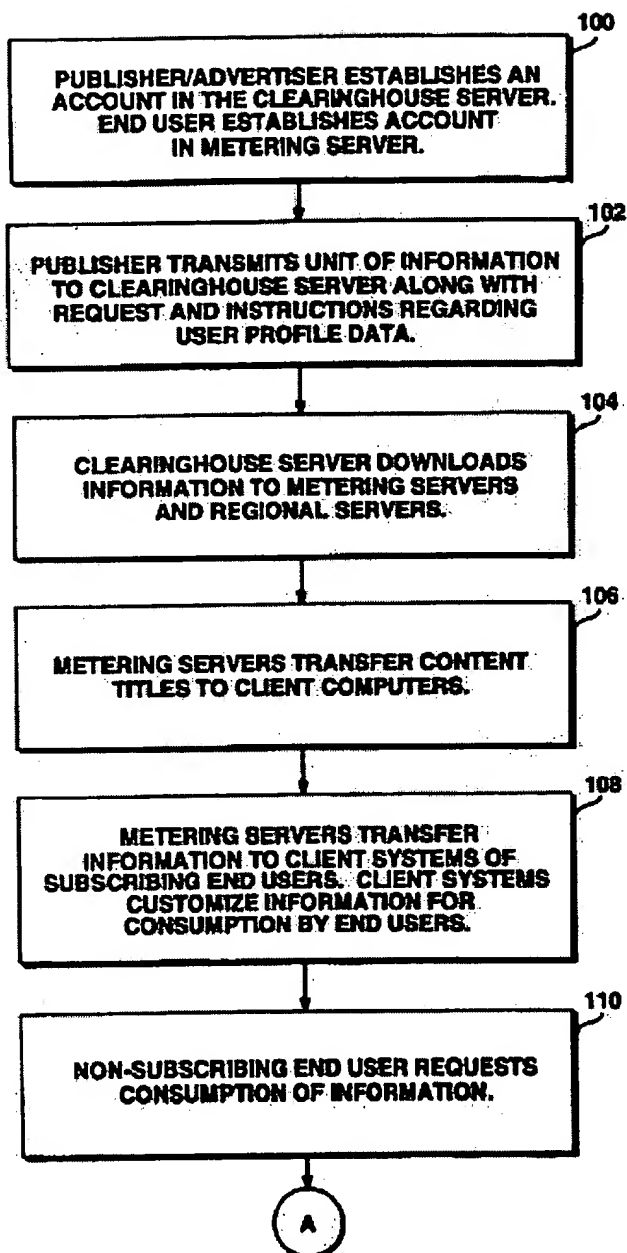 100
PUBLISHER/ADVERTISER ESTABLISHES AN
ACCOUNT IN THE CLEARINGHOUSE SERVER.
END USER ESTABLISHES ACCOUNT
IN METERING SERVER.
102
PUBLISHER TRANSMITS UNIT OF INFORMATION
TO CLEARINGHOUSE SERVER ALONG WITH
REQUEST AND INSTRUCTIONS REGARDING
USER PROFILE DATA.
104
CLEARINGHOUSE SERVER DOWNLOADS
INFORMATION TO METERING SERVERS
AND REGIONAL SERVERS.
106
METERING SERVERS TRANSFER CONTENT
TITLES TO CLIENT COMPUTERS.
108
METERING SERVERS TRANSFER
INFORMATION TO CLIENT SYSTEMS OF
SUBSCRIBING END USERS. CLIENT SYSTEMS
CUSTOMIZE INFORMATION FOR
CONSUMPTION BY END USERS.
110
NON-SUBSCRIBING END USER REQUESTS
CONSUMPTION OF INFORMATION.
A